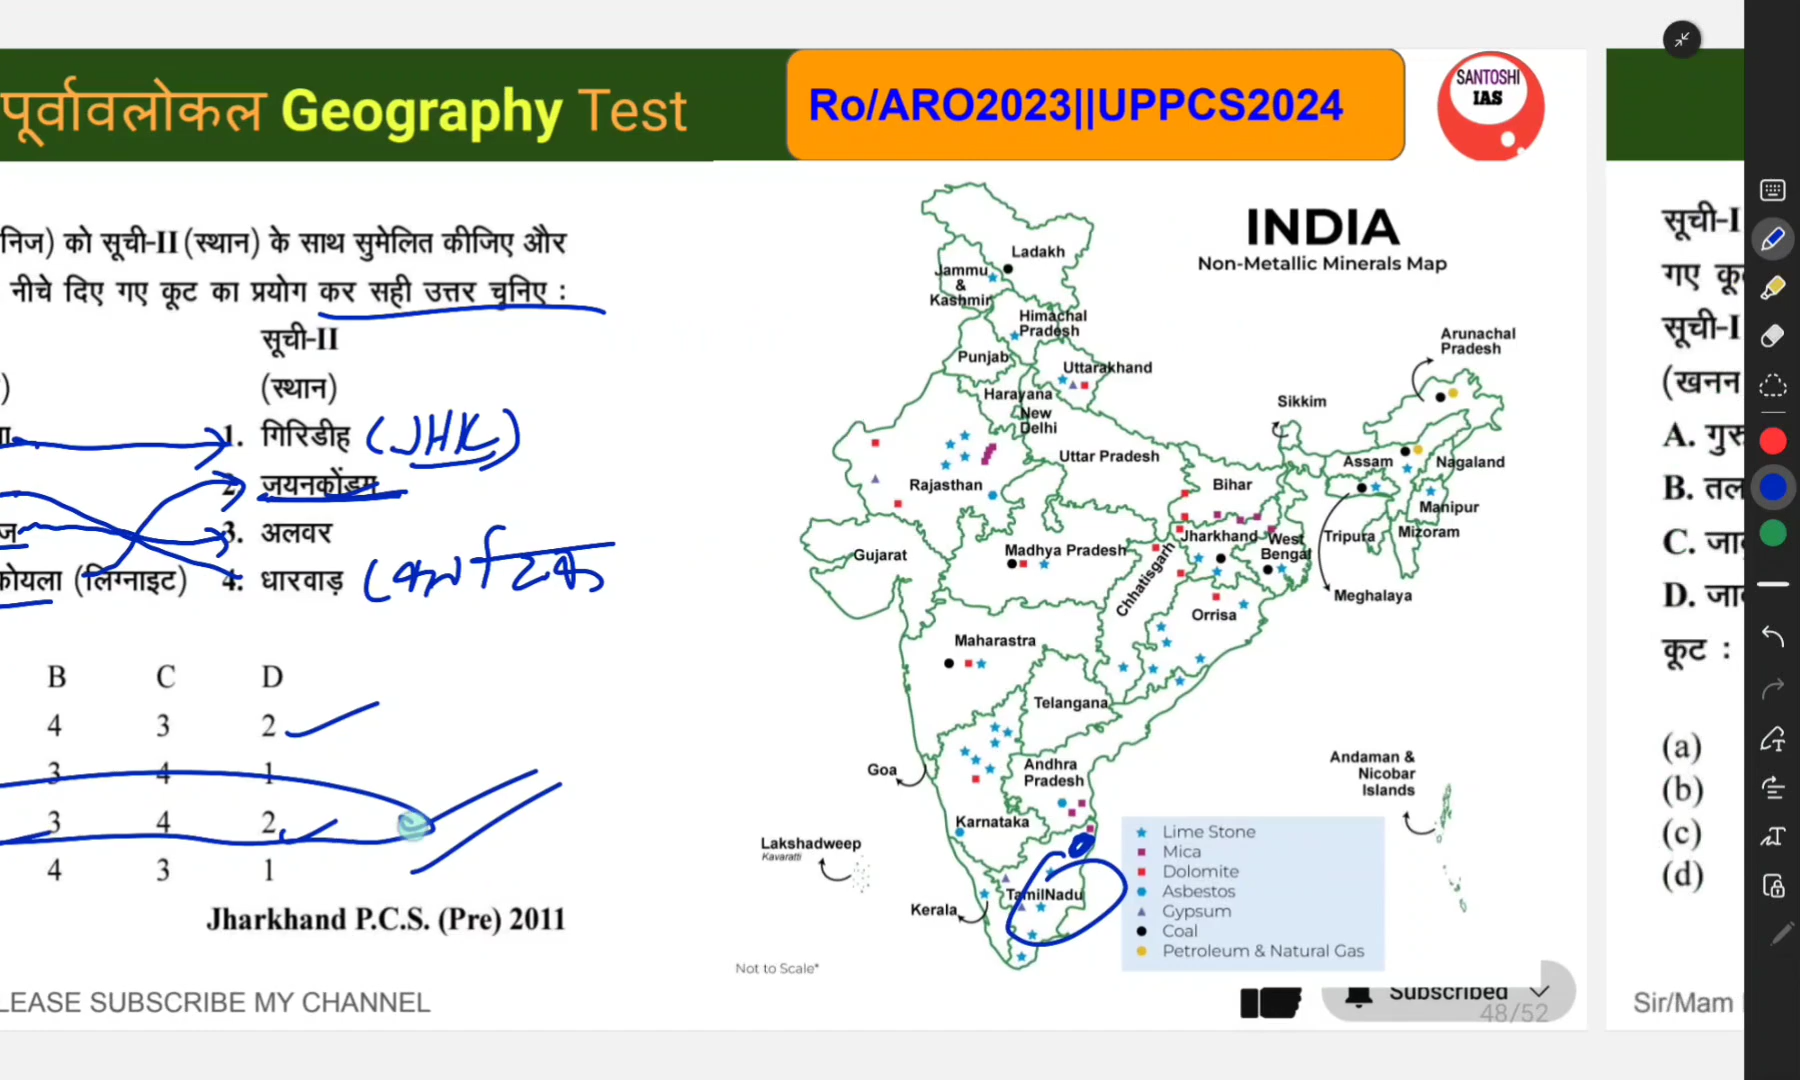 पूर्वावलोकल Geography Test
Ro/ARO2023||UPPCS2024
SANTOSHI
IAS
निज) को सूची-II (स्थान) के साथ सुमेलित कीजिए और
नीचे दिए गए कूट का प्रयोग कर सही उत्तर चुनिए :
सूची-II
(स्थान)
1. गिरिडीह (JHK)
2. जयनकोंडम
3. अलवर
कोयला (लिग्नाइट) 4. धारवाड़ (कर्नाटक
B C D
4 3 2
3 4 1
3 4 2
4 3 1
Jharkhand P.C.S. (Pre) 2011
LEASE SUBSCRIBE MY CHANNEL
INDIA
Non-Metallic Minerals Map
Ladakh
Jammu
&
Kashmir
Himachal
Pradesh
Punjab
Uttarakhand
Harayana
New
Delhi
Sikkim
Arunachal
Pradesh
Uttar Pradesh
Rajasthan
Bihar
Assam
Nagaland
Manipur
Gujarat
Madhya Pradesh
Jharkhand
West
Bengal
Tripura
Mizoram
Chhatisgarh
Meghalaya
Orrisa
Maharastra
Telangana
Goa
Andhra
Pradesh
Andaman &
Nicobar
Islands
Karnataka
Lakshadweep
Kavaratti
TamilNadu
Kerala
Lime Stone
Mica
Dolomite
Asbestos
Gypsum
Coal
Petroleum & Natural Gas
Not to Scale*
Subscribed
48/52
सूची-I
गए कू
सूची-I
(खनन
A. गुरु
B. तल
C. जा
D. जा
कूट :
(a)
(b)
(c)
(d)
Sir/Mam